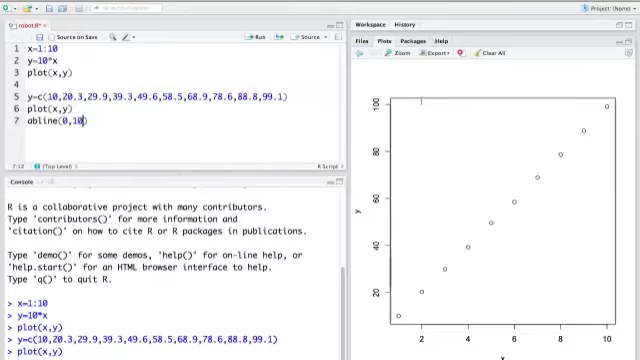 Go to file/function
Project: (None)
robot.R*
Source on Save
Run
Source
1 x=1:10
2 y=10*x
3 plot(x,y)
4
5 y=c(10,20.3,29.9,39.3,49.6,58.5,68.9,78.6,88.8,99.1)
6 plot(x,y)
7 abline(0,10)
7:12 (Top Level) R Script
Console
R is a collaborative project with many contributors.
Type 'contributors()' for more information and
'citation()' on how to cite R or R packages in publications.
Type 'demo()' for some demos, 'help()' for on-line help, or
'help.start()' for an HTML browser interface to help.
Type 'q()' to quit R.
> x=1:10
> y=10*x
> plot(x,y)
> y=c(10,20.3,29.9,39.3,49.6,58.5,68.9,78.6,88.8,99.1)
> plot(x,y)
Workspace History
Files Plots Packages Help
Zoom Export Clear All
100
80
60
40
20
y
2 4 6 8 10
x